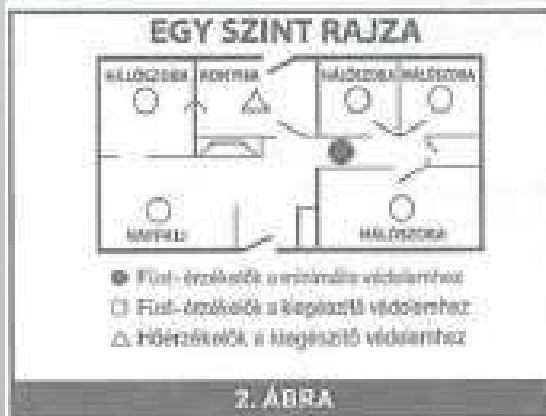 EGY SZINT RAJZA
HÁLÓSZOBA KONYHA HÁLÓSZOBA HÁLÓSZOBA
NAPPALI HÁLÓSZOBA
Füst-érzékelők a minimális védelemhez
Füst-érzékelők a kiegészítő védelemhez
Hőérzékelők a kiegészítő védelemhez
2. ÁBRA